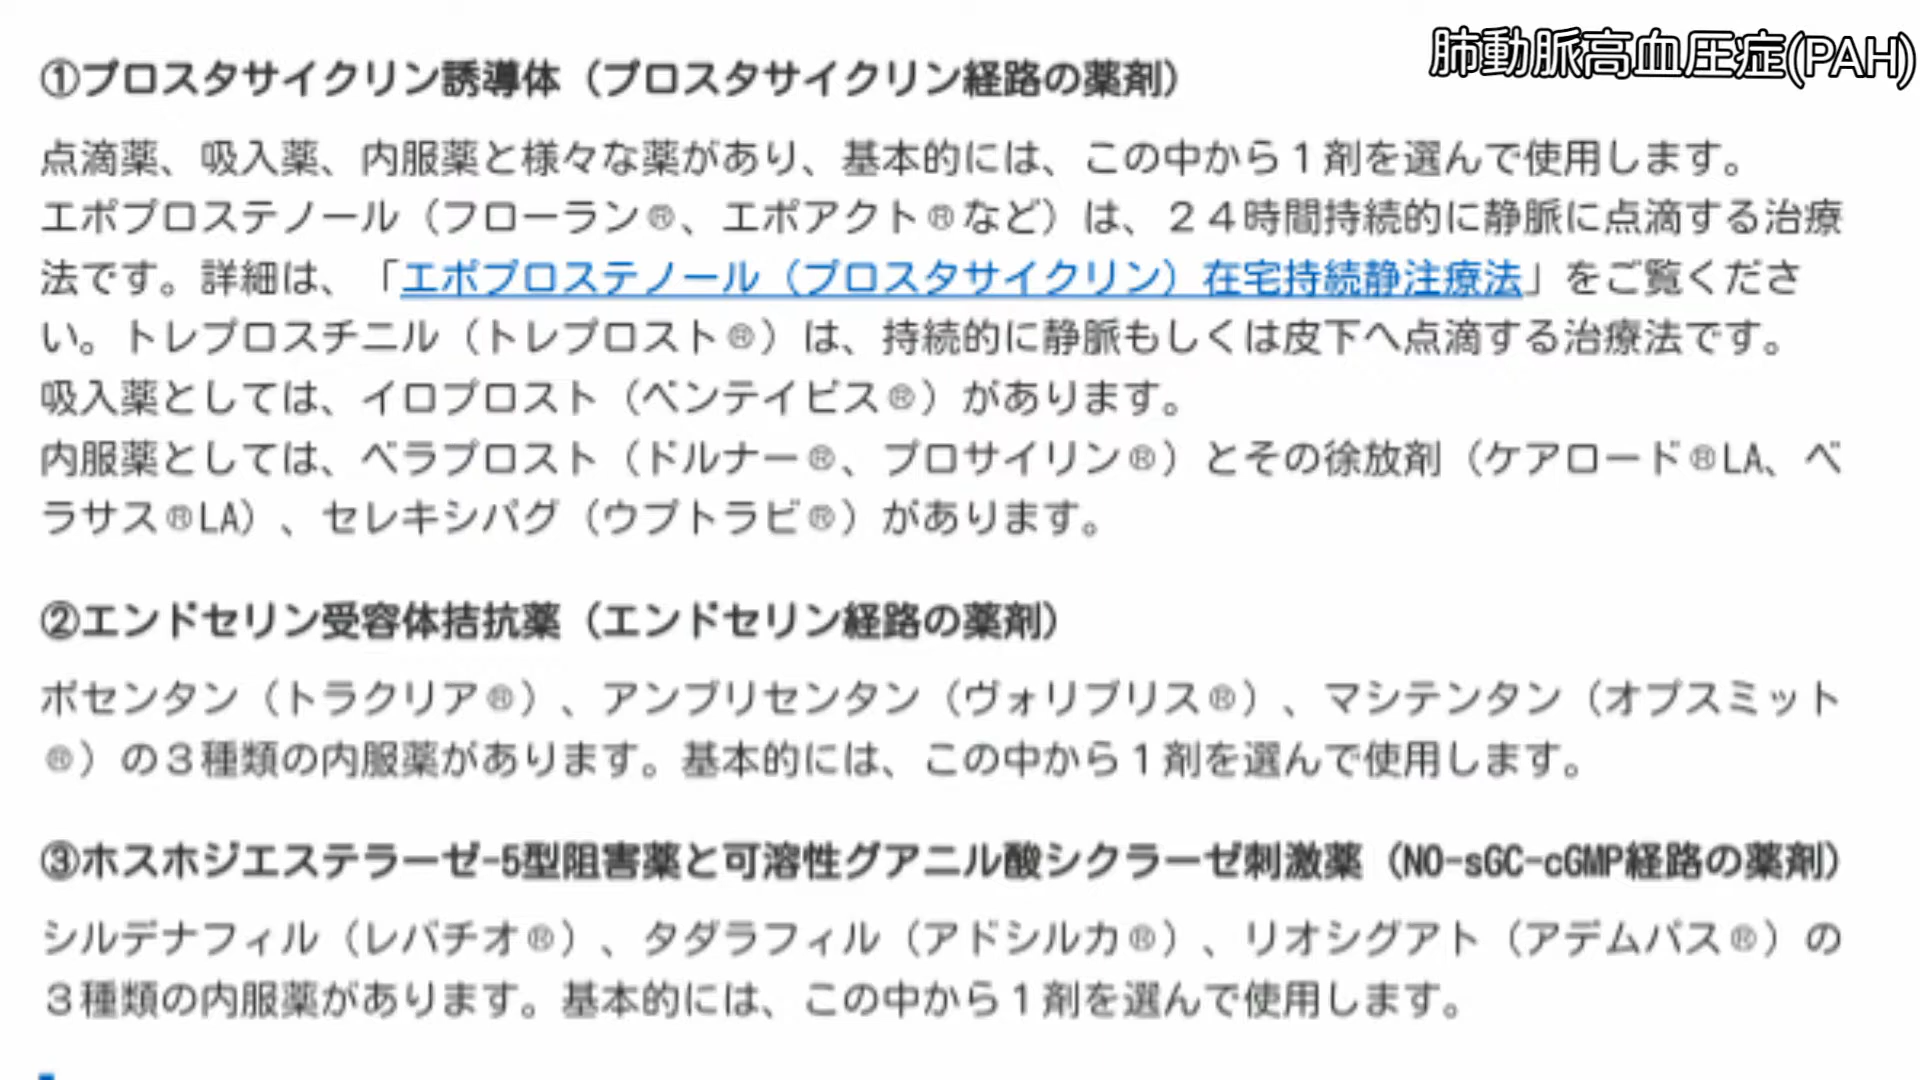 肺動脈高血圧症(PAH)
①プロスタサイクリン誘導体（プロスタサイクリン経路の薬剤）
点滴薬、吸入薬、内服薬と様々な薬があり、基本的には、この中から１剤を選んで使用します。
エポプロステノール（フローラン®、エポアクト®など）は、２４時間持続的に静脈に点滴する治療
法です。詳細は、「エポプロステノール（プロスタサイクリン）在宅持続静注療法」をご覧くださ
い。トレプロスチニル（トレプロスト®）は、持続的に静脈もしくは皮下へ点滴する治療法です。
吸入薬としては、イロプロスト（ベンテイビス®）があります。
内服薬としては、ベラプロスト（ドルナー®、プロサイリン®）とその徐放剤（ケアロード®LA、ベ
ラサス®LA）、セレキシパグ（ウプトラビ®）があります。
②エンドセリン受容体拮抗薬（エンドセリン経路の薬剤）
ボセンタン（トラクリア®）、アンブリセンタン（ヴォリブリス®）、マシテンタン（オプスミット
®）の３種類の内服薬があります。基本的には、この中から１剤を選んで使用します。
③ホスホジエステラーゼ-5型阻害薬と可溶性グアニル酸シクラーゼ刺激薬（NO-sGC-cGMP経路の薬剤）
シルデナフィル（レバチオ®）、タダラフィル（アドシルカ®）、リオシグアト（アデムパス®）の
３種類の内服薬があります。基本的には、この中から１剤を選んで使用します。